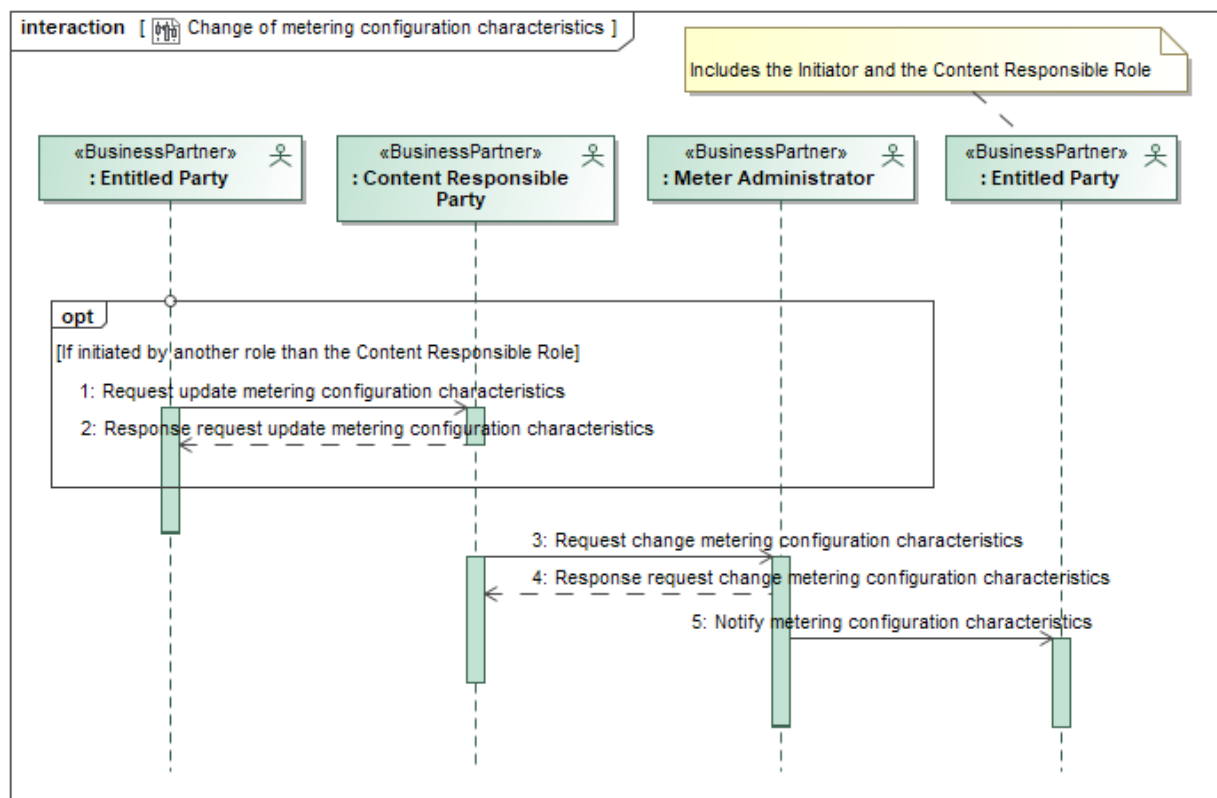 interaction [ Change of metering configuration characteristics ]
Includes the Initiator and the Content Responsible Role
«BusinessPartner»
: Entitled Party
«BusinessPartner»
: Content Responsible
Party
«BusinessPartner»
: Meter Administrator
«BusinessPartner»
: Entitled Party
opt
[If initiated by another role than the Content Responsible Role]
1: Request update metering configuration characteristics
2: Response request update metering configuration characteristics
3: Request change metering configuration characteristics
4: Response request change metering configuration characteristics
5: Notify metering configuration characteristics